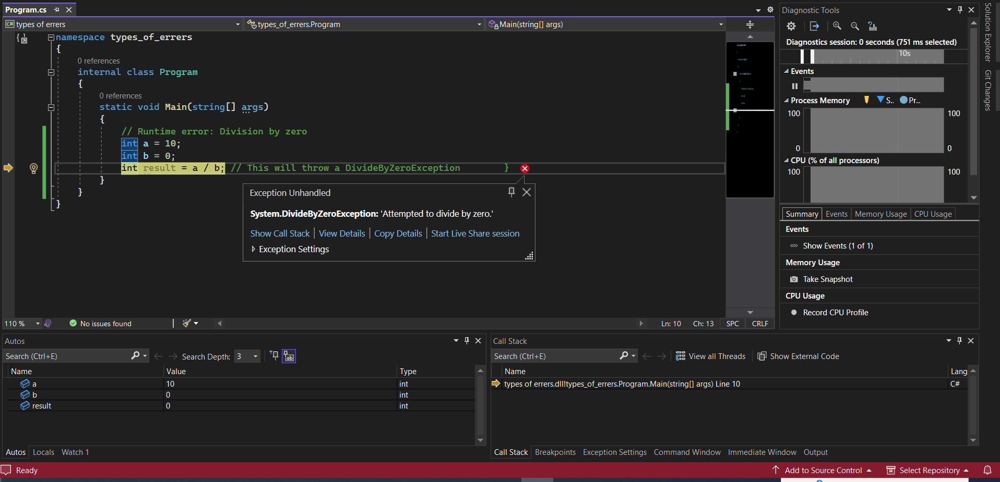 Program.cs
types of errers
types_of_errers.Program
Main(string[] args)
namespace types_of_errers
{
0 references
internal class Program
{
0 references
static void Main(string[] args)
{
// Runtime error: Division by zero
int a = 10;
int b = 0;
int result = a / b; // This will throw a DivideByZeroException }
}
}
}
Exception Unhandled
System.DivideByZeroException: 'Attempted to divide by zero.'
Show Call Stack | View Details | Copy Details | Start Live Share session
Exception Settings
110 %
No issues found
Ln: 10 Ch: 13 SPC CRLF
Diagnostic Tools
Diagnostics session: 0 seconds (751 ms selected)
10s
Events
Process Memory S.. Pr...
100 100
0 0
CPU (% of all processors)
100 100
Summary Events Memory Usage CPU Usage
Events
Show Events (1 of 1)
Memory Usage
Take Snapshot
CPU Usage
Record CPU Profile
Solution Explorer
Git Changes
Autos
Search (Ctrl+E) Search Depth: 3
Name Value Type
a 10 int
b 0 int
result 0 int
Autos Locals Watch 1
Call Stack
Search (Ctrl+E) View all Threads Show External Code
Name Lang
types of errers.dll!types_of_errers.Program.Main(string[] args) Line 10 C#
Call Stack Breakpoints Exception Settings Command Window Immediate Window Output
Ready
Add to Source Control Select Repository